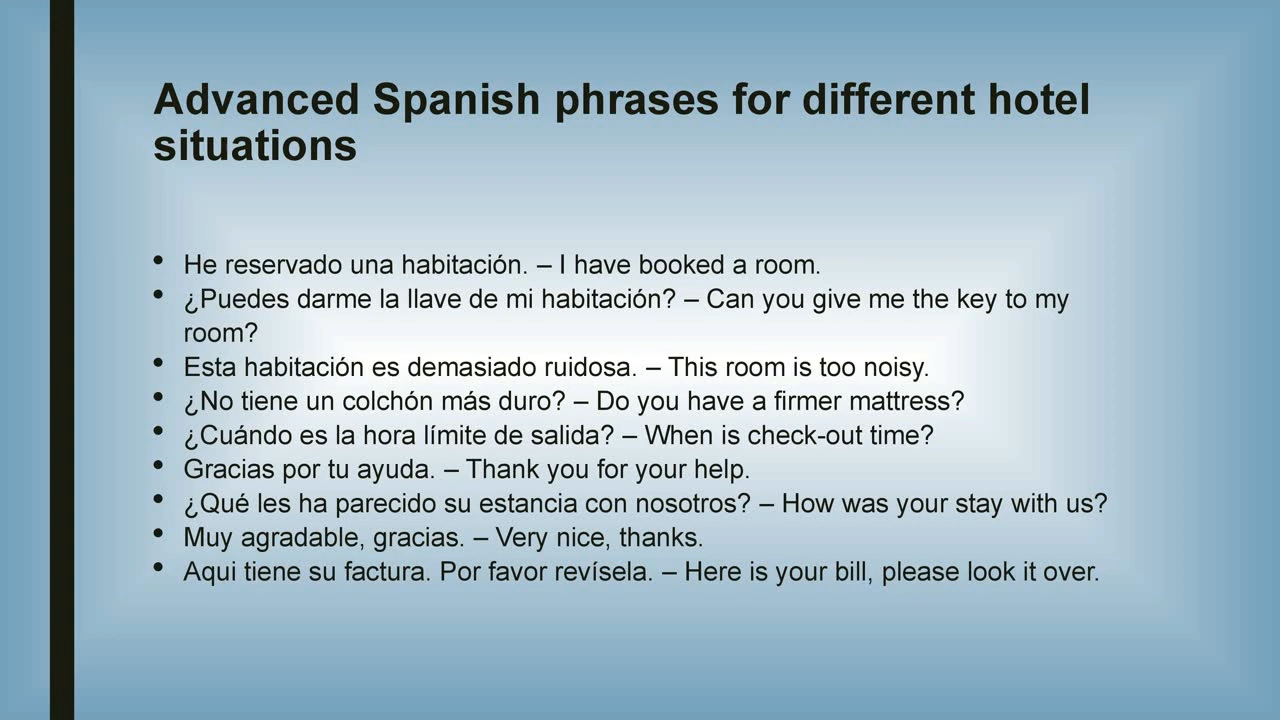 Advanced Spanish phrases for different hotel
situations
• He reservado una habitación. – I have booked a room.
• ¿Puedes darme la llave de mi habitación? – Can you give me the key to my
room?
• Esta habitación es demasiado ruidosa. – This room is too noisy.
• ¿No tiene un colchón más duro? – Do you have a firmer mattress?
• ¿Cuándo es la hora límite de salida? – When is check-out time?
• Gracias por tu ayuda. – Thank you for your help.
• ¿Qué les ha parecido su estancia con nosotros? – How was your stay with us?
• Muy agradable, gracias. – Very nice, thanks.
• Aqui tiene su factura. Por favor revísela. – Here is your bill, please look it over.